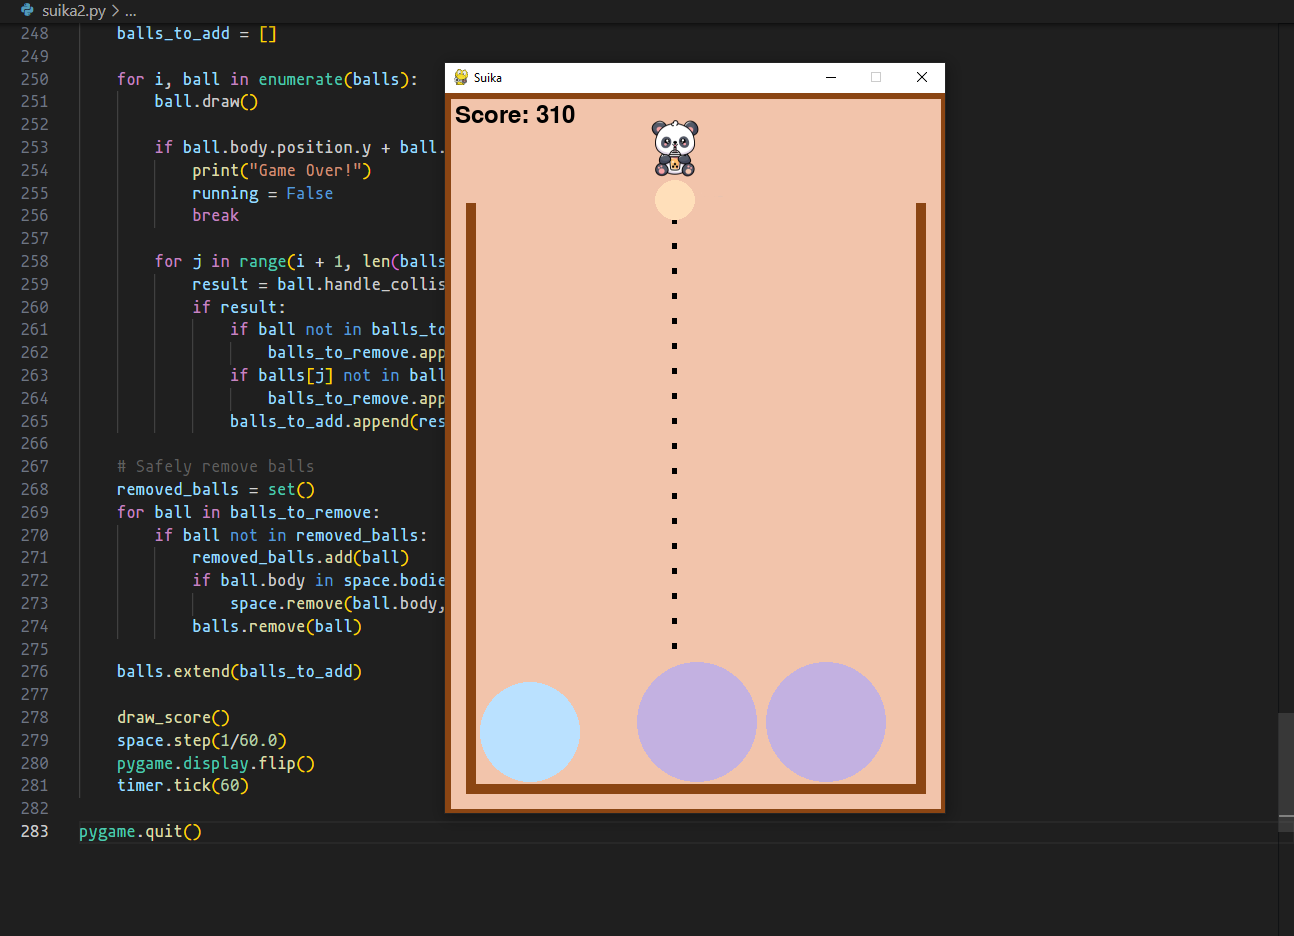 suika2.py > ...
248 balls_to_add = []
249
250 for i, ball in enumerate(balls):
251 ball.draw()
252
253 if ball.body.position.y + ball.
254 print("Game Over!")
255 running = False
256 break
257
258 for j in range(i + 1, len(balls
259 result = ball.handle_collis
260 if result:
261 if ball not in balls_to
262 balls_to_remove.app
263 if balls[j] not in ball
264 balls_to_remove.app
265 balls_to_add.append(res
266
267 # Safely remove balls
268 removed_balls = set()
269 for ball in balls_to_remove:
270 if ball not in removed_balls:
271 removed_balls.add(ball)
272 if ball.body in space.bodie
273 space.remove(ball.body,
274 balls.remove(ball)
275
276 balls.extend(balls_to_add)
277
278 draw_score()
279 space.step(1/60.0)
280 pygame.display.flip()
281 timer.tick(60)
282
283 pygame.quit()
Suika
Score: 310